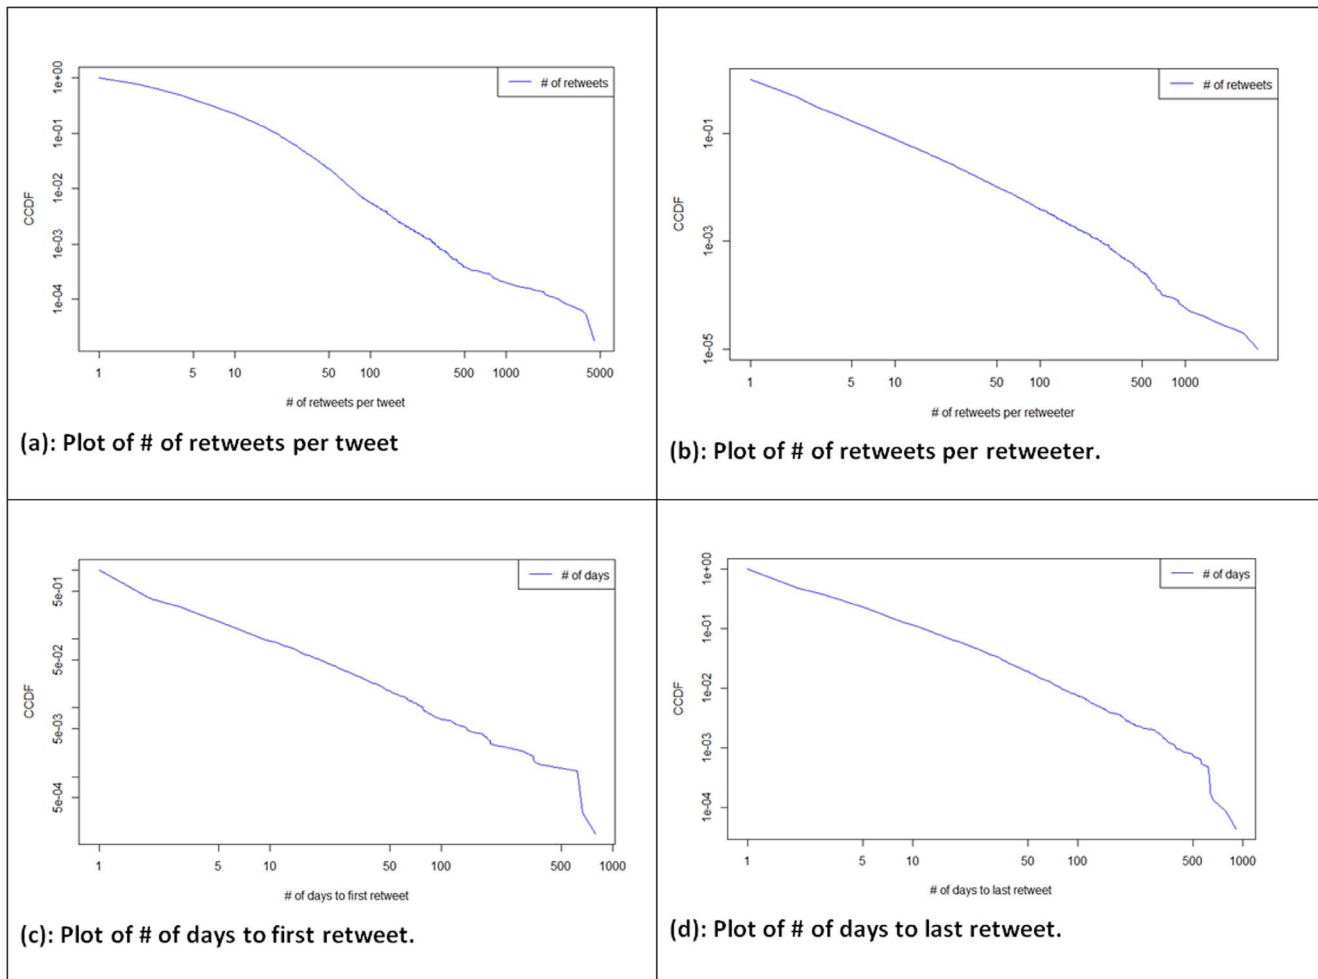 # of retweets
1e+00
1e-01
1e-02
1e-03
1e-04
CCDF
1 5 10 50 100 500 1000 5000
# of retweets per tweet
(a): Plot of # of retweets per tweet
# of retweets
1e-01
1e-03
1e-05
CCDF
1 5 10 50 100 500 1000
# of retweets per retweeter
(b): Plot of # of retweets per retweeter.
# of days
5e-01
5e-02
5e-03
5e-04
CCDF
1 5 10 50 100 500 1000
# of days to first retweet
(c): Plot of # of days to first retweet.
# of days
1e+00
1e-01
1e-02
1e-03
1e-04
CCDF
1 5 10 50 100 500 1000
# of days to last retweet
(d): Plot of # of days to last retweet.